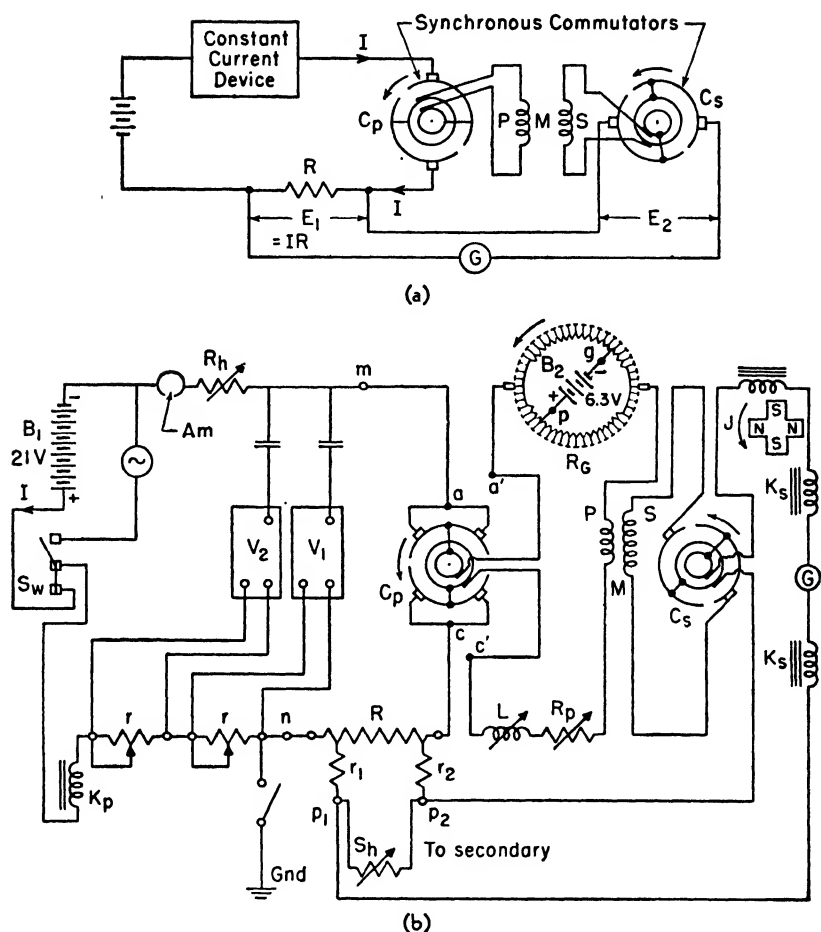 Synchronous Commutators
Constant
Current
Device
I
Cp
P M S
Cs
R
I
E1
= IR
E2
G
(a)
Rh
m
g
B2
+
-
p
6.3V
RG
S
N N
S
J
-
B1
21V
+
I
Am
a'
a
Ks
Sw
V2
V1
Cp
P S
M
Cs
G
c
c'
Ks
r
r
n
R
L
Rp
Kp
r1
r2
p1
p2
Sh
To secondary
Gnd
(b)